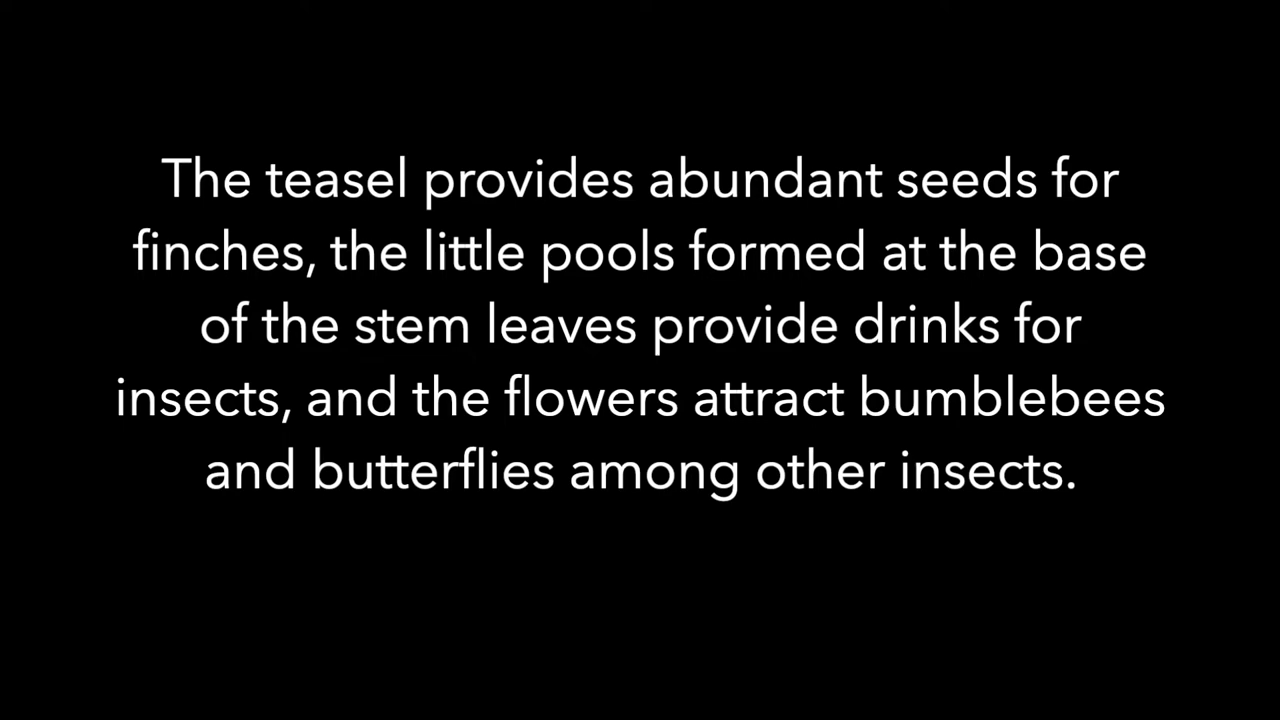 The teasel provides abundant seeds for
finches, the little pools formed at the base
of the stem leaves provide drinks for
insects, and the flowers attract bumblebees
and butterflies among other insects.